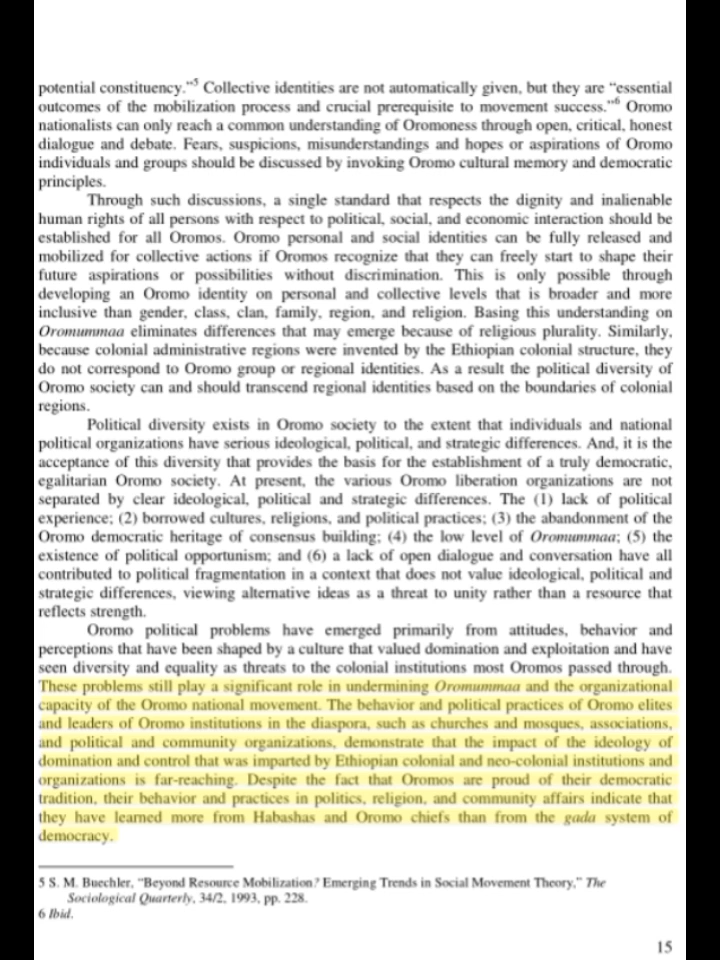 potential constituency."5 Collective identities are not automatically given, but they are "essential
outcomes of the mobilization process and crucial prerequisite to movement success."6 Oromo
nationalists can only reach a common understanding of Oromoness through open, critical, honest
dialogue and debate. Fears, suspicions, misunderstandings and hopes or aspirations of Oromo
individuals and groups should be discussed by invoking Oromo cultural memory and democratic
principles.
Through such discussions, a single standard that respects the dignity and inalienable
human rights of all persons with respect to political, social, and economic interaction should be
established for all Oromos. Oromo personal and social identities can be fully released and
mobilized for collective actions if Oromos recognize that they can freely start to shape their
future aspirations or possibilities without discrimination. This is only possible through
developing an Oromo identity on personal and collective levels that is broader and more
inclusive than gender, class, clan, family, region, and religion. Basing this understanding on
Oromummaa eliminates differences that may emerge because of religious plurality. Similarly,
because colonial administrative regions were invented by the Ethiopian colonial structure, they
do not correspond to Oromo group or regional identities. As a result the political diversity of
Oromo society can and should transcend regional identities based on the boundaries of colonial
regions.
Political diversity exists in Oromo society to the extent that individuals and national
political organizations have serious ideological, political, and strategic differences. And, it is the
acceptance of this diversity that provides the basis for the establishment of a truly democratic,
egalitarian Oromo society. At present, the various Oromo liberation organizations are not
separated by clear ideological, political and strategic differences. The (1) lack of political
experience; (2) borrowed cultures, religions, and political practices; (3) the abandonment of the
Oromo democratic heritage of consensus building; (4) the low level of Oromummaa; (5) the
existence of political opportunism; and (6) a lack of open dialogue and conversation have all
contributed to political fragmentation in a context that does not value ideological, political and
strategic differences, viewing alternative ideas as a threat to unity rather than a resource that
reflects strength.
Oromo political problems have emerged primarily from attitudes, behavior and
perceptions that have been shaped by a culture that valued domination and exploitation and have
seen diversity and equality as threats to the colonial institutions most Oromos passed through.
These problems still play a significant role in undermining Oromummaa and the organizational
capacity of the Oromo national movement. The behavior and political practices of Oromo elites
and leaders of Oromo institutions in the diaspora, such as churches and mosques, associations,
and political and community organizations, demonstrate that the impact of the ideology of
domination and control that was imparted by Ethiopian colonial and neo-colonial institutions and
organizations is far-reaching. Despite the fact that Oromos are proud of their democratic
tradition, their behavior and practices in politics, religion, and community affairs indicate that
they have learned more from Habashas and Oromo chiefs than from the gada system of
democracy.
5 S. M. Buechler, "Beyond Resource Mobilization? Emerging Trends in Social Movement Theory," The
Sociological Quarterly, 34/2, 1993, pp. 228.
6 Ibid.
15